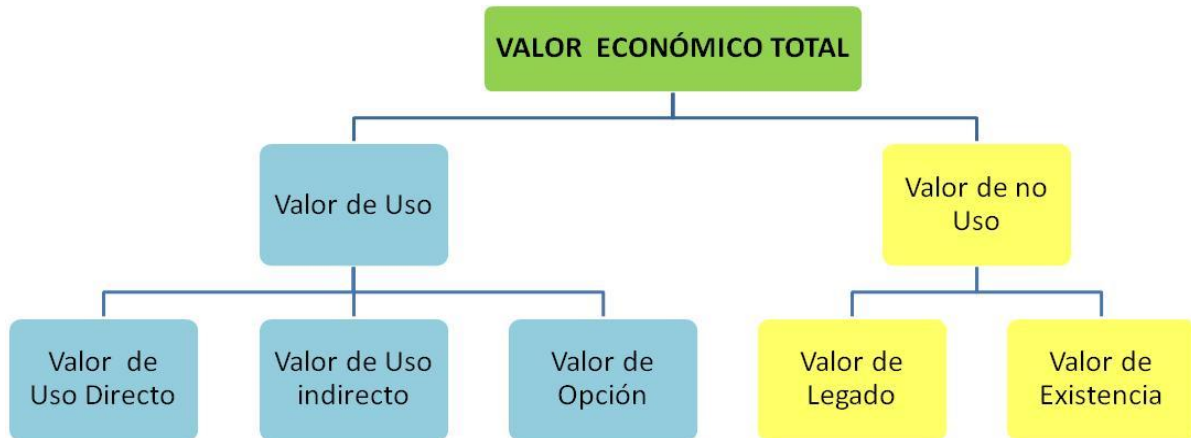 VALOR ECONÓMICO TOTAL
Valor de Uso
Valor de no
Uso
Valor de
Uso Directo
Valor de Uso
indirecto
Valor de
Opción
Valor de
Legado
Valor de
Existencia